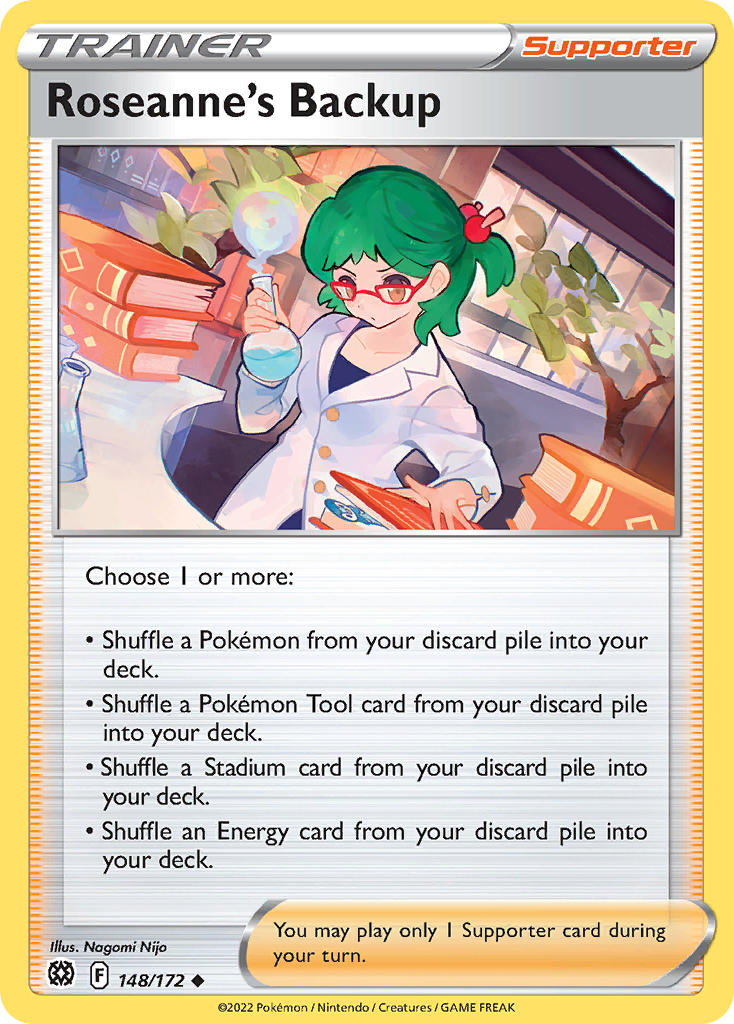 TRAINER
Supporter
Roseanne's Backup
Choose 1 or more:
• Shuffle a Pokémon from your discard pile into your
deck.
• Shuffle a Pokémon Tool card from your discard pile
into your deck.
• Shuffle a Stadium card from your discard pile into
your deck.
• Shuffle an Energy card from your discard pile into
your deck.
You may play only 1 Supporter card during
your turn.
Illus. Nagomi Nijo
F 148/172 ◆
©2022 Pokémon / Nintendo / Creatures / GAME FREAK